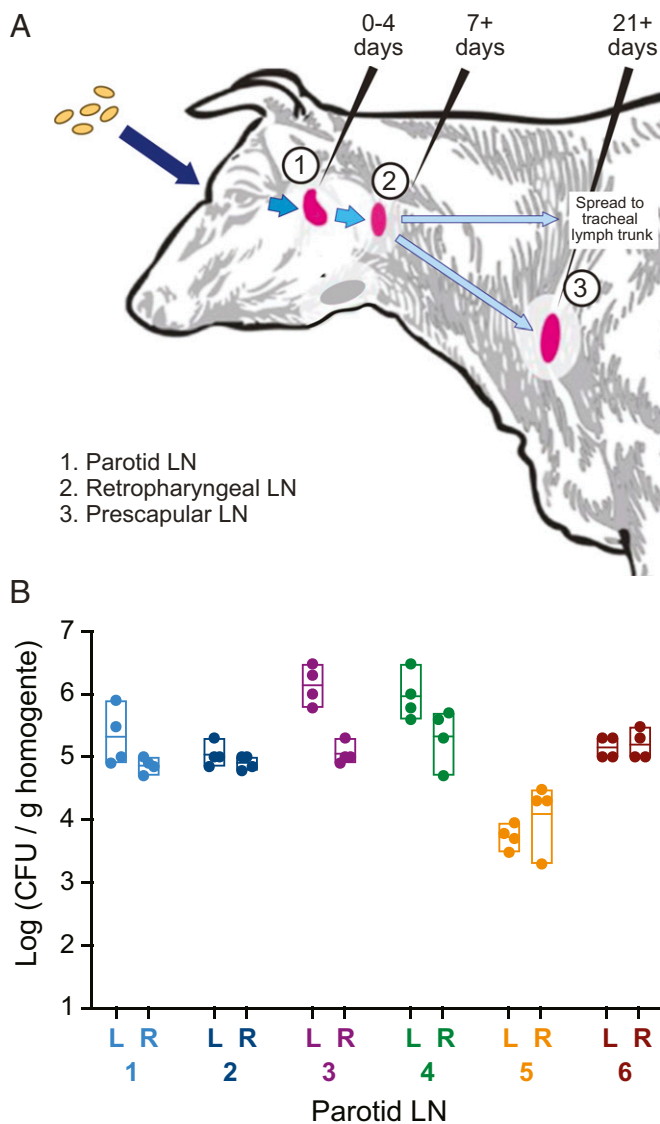 A
0-4
days
7+
days
21+
days
1
2
Spread to
tracheal
lymph trunk
3
1. Parotid LN
2. Retropharyngeal LN
3. Prescapular LN
B
Log (CFU / g homogente)
7
6
5
4
3
2
1
L R L R L R L R L R L R
1 2 3 4 5 6
Parotid LN